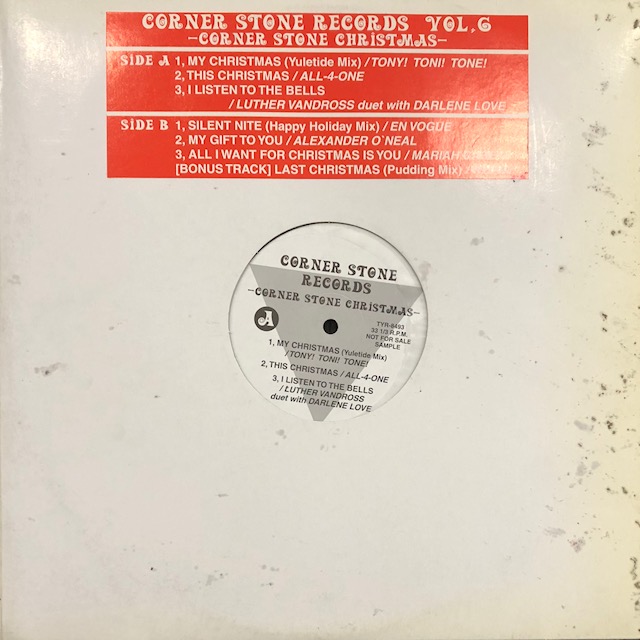 CORNER STONE RECORDS VOL.6
-CORNER STONE CHRISTMAS-
SIDE A 1, MY CHRISTMAS (Yuletide Mix) / TONY! TONI! TONE!
2, THIS CHRISTMAS / ALL-4-ONE
3, I LISTEN TO THE BELLS
/ LUTHER VANDROSS duet with DARLENE LOVE
SIDE B 1, SILENT NITE (Happy Holiday Mix) / EN VOGUE
2, MY GIFT TO YOU / ALEXANDER O`NEAL
3, ALL I WANT FOR CHRISTMAS IS YOU / MARIAH
[BONUS TRACK] LAST CHRISTMAS (Pudding Mix) /
CORNER STONE
RECORDS
-CORNER STONE CHRISTMAS-
A
TYR-8493
33 1/3 R.P.M.
NOT FOR SALE
SAMPLE
1, MY CHRISTMAS (Yuletide Mix)
/ TONY! TONI! TONE!
2, THIS CHRISTMAS / ALL-4-ONE
3, I LISTEN TO THE BELLS
/ LUTHER VANDROSS
duet with DARLENE LOVE